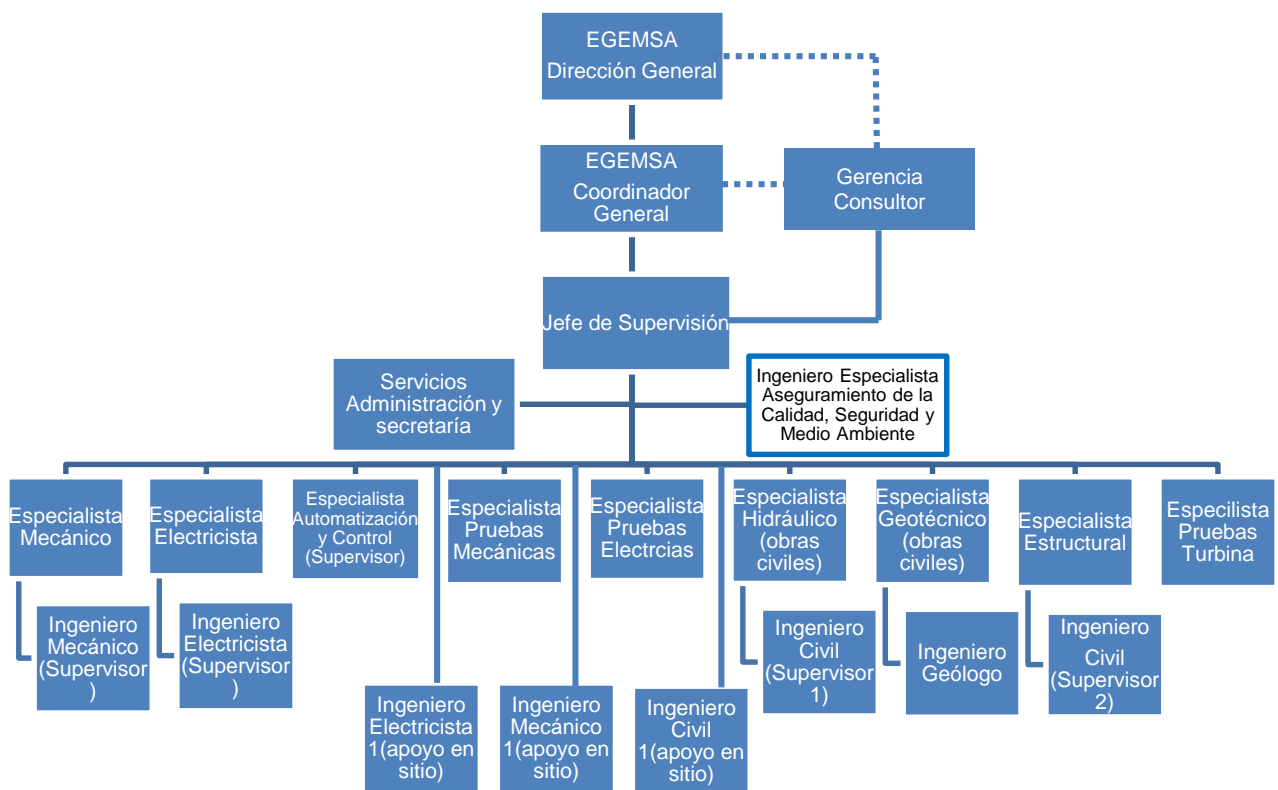 EGEMSA
Dirección General
EGEMSA
Coordinador
General
Gerencia
Consultor
Jefe de Supervisión
Servicios
Administración y
secretaría
Ingeniero Especialista
Aseguramiento de la
Calidad, Seguridad y
Medio Ambiente
Especialista
Mecánico
Especialista
Electricista
Especialista
Automatización
y Control
(Supervisor)
Especialista
Pruebas
Mecánicas
Especialista
Pruebas
Electrcias
Especialista
Hidráulico
(obras
civiles)
Especialista
Geotécnico
(obras
civiles)
Especialista
Estructural
Especilista
Pruebas
Turbina
Ingeniero
Mecánico
(Supervisor
)
Ingeniero
Electricista
(Supervisor
)
Ingeniero
Electricista
1(apoyo en
sitio)
Ingeniero
Mecánico
1(apoyo en
sitio)
Ingeniero
Civil
1(apoyo en
sitio)
Ingeniero
Civil
(Supervisor
1)
Ingeniero
Geólogo
Ingeniero
Civil
(Supervisor
2)